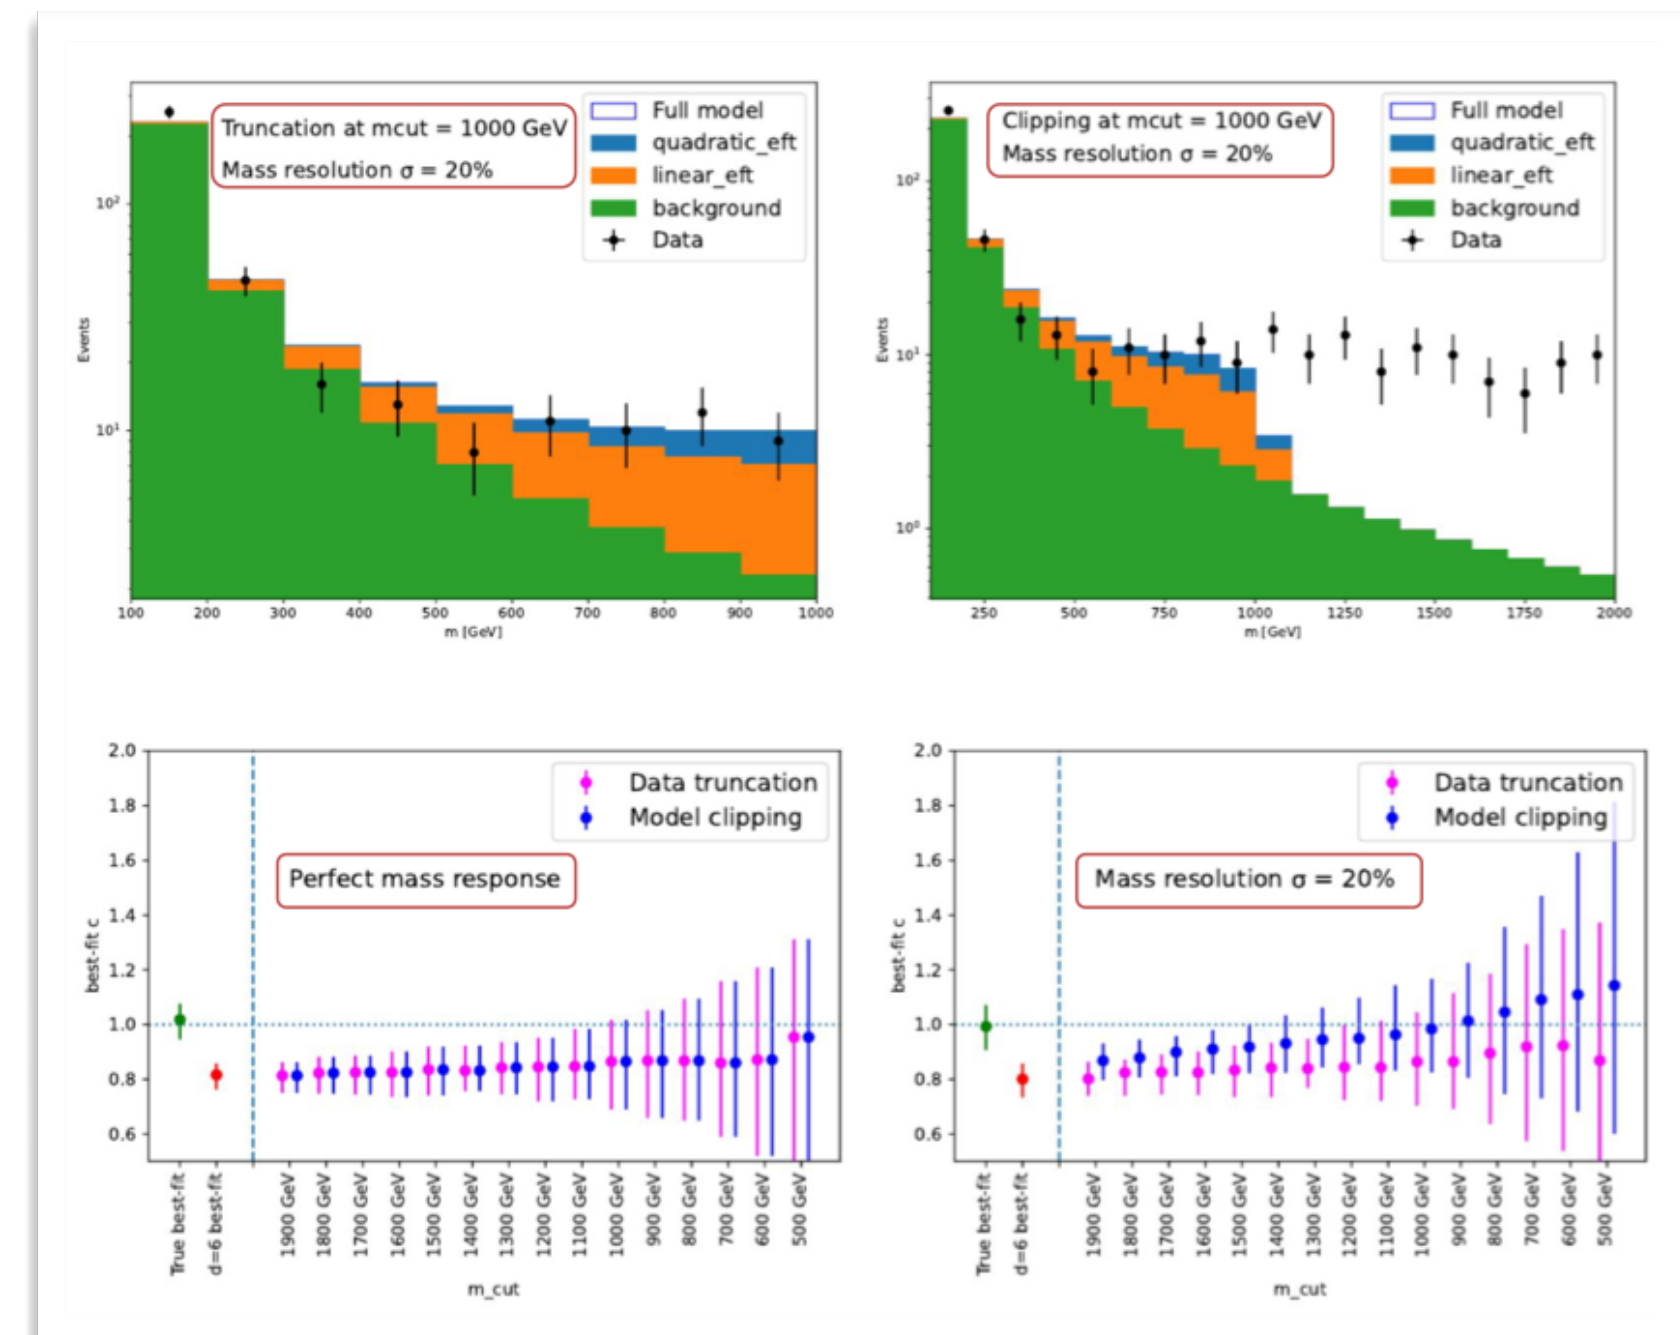 Truncation at mcut = 1000 GeV
Mass resolution σ = 20%
Full model
quadratic_eft
linear_eft
background
Data
Events
10²
10¹
100 200 300 400 500 600 700 800 900 1000
m [GeV]
Clipping at mcut = 1000 GeV
Mass resolution σ = 20%
Full model
quadratic_eft
linear_eft
background
Data
Events
10²
10¹
10⁰
250 500 750 1000 1250 1500 1750 2000
m [GeV]
Data truncation
Model clipping
Perfect mass response
best-fit c
2.0
1.8
1.6
1.4
1.2
1.0
0.8
0.6
True best-fit
d=6 best-fit
1900 GeV
1800 GeV
1700 GeV
1600 GeV
1500 GeV
1400 GeV
1300 GeV
1200 GeV
1100 GeV
1000 GeV
900 GeV
800 GeV
700 GeV
600 GeV
500 GeV
m_cut
Data truncation
Model clipping
Mass resolution σ = 20%
best-fit c
2.0
1.8
1.6
1.4
1.2
1.0
0.8
0.6
True best-fit
d=6 best-fit
1900 GeV
1800 GeV
1700 GeV
1600 GeV
1500 GeV
1400 GeV
1300 GeV
1200 GeV
1100 GeV
1000 GeV
900 GeV
800 GeV
700 GeV
600 GeV
500 GeV
m_cut